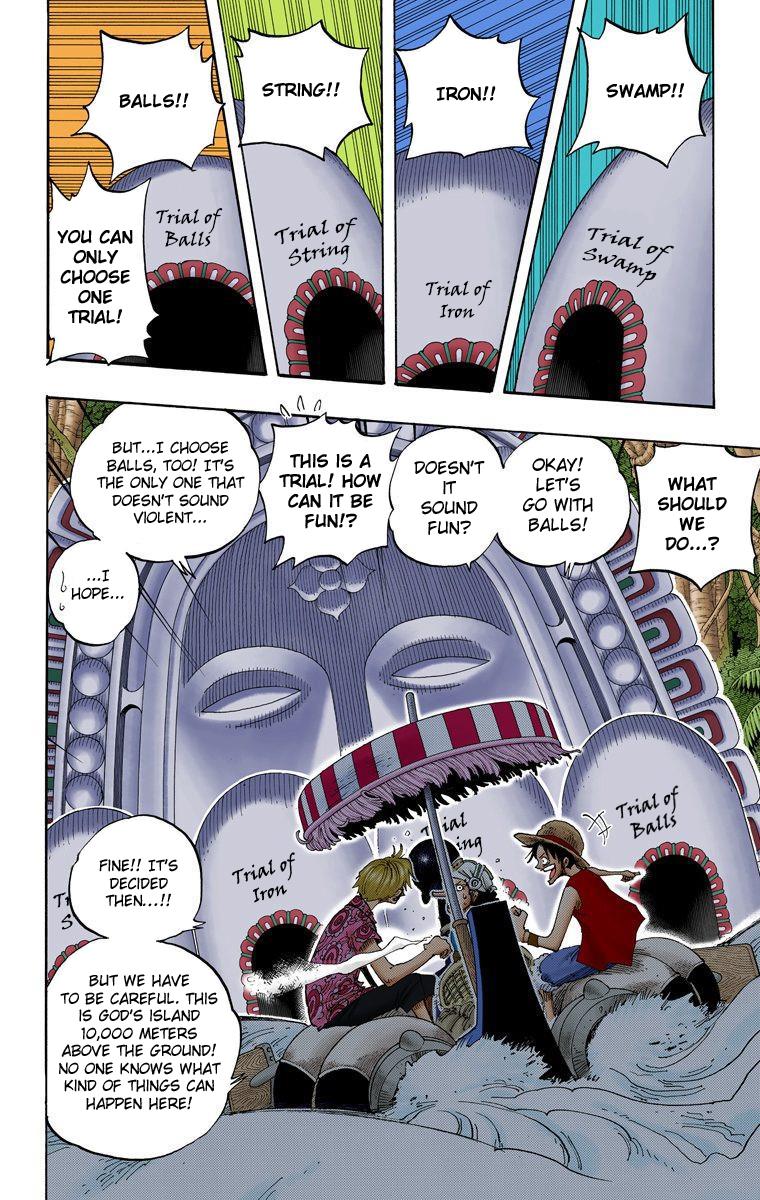 SWAMP!!
Trial of
Swamp
IRON!!
Trial of
Iron
STRING!!
Trial of
String
BALLS!!
Trial of
Balls
YOU CAN
ONLY
CHOOSE
ONE
TRIAL!
WHAT
SHOULD
WE
DO...?
OKAY!
LET'S
GO WITH
BALLS!
DOESN'T
IT
SOUND
FUN?
THIS IS A
TRIAL! HOW
CAN IT BE
FUN!?
BUT...I CHOOSE
BALLS, TOO! IT'S
THE ONLY ONE THAT
DOESN'T SOUND
VIOLENT...
...I
HOPE...
Trial of
Balls
Trial
ing
Trial of
Iron
FINE!! IT'S
DECIDED
THEN...!!
BUT WE HAVE
TO BE CAREFUL. THIS
IS GOD'S ISLAND
10,000 METERS
ABOVE THE GROUND!
NO ONE KNOWS WHAT
KIND OF THINGS CAN
HAPPEN HERE!